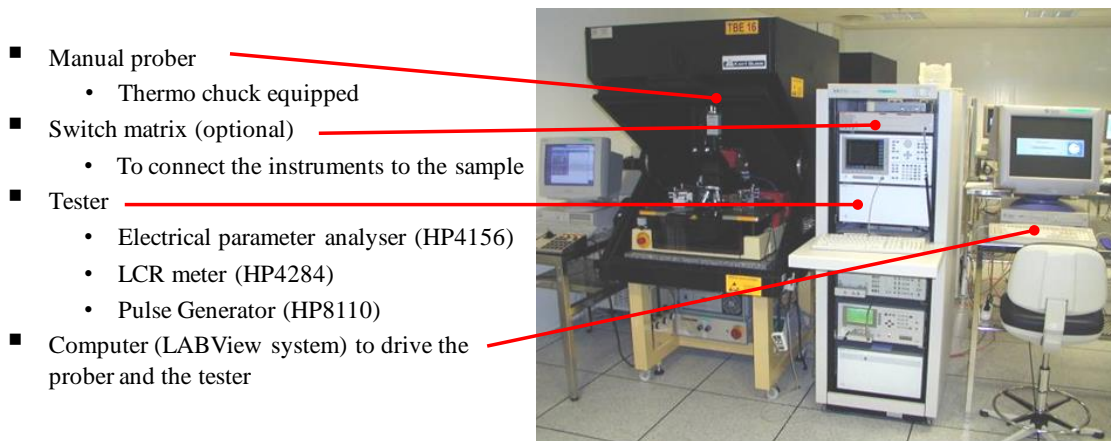 Manual prober
• Thermo chuck equipped
Switch matrix (optional)
• To connect the instruments to the sample
Tester
• Electrical parameter analyser (HP4156)
• LCR meter (HP4284)
• Pulse Generator (HP8110)
Computer (LABView system) to drive the
prober and the tester
TBE 16